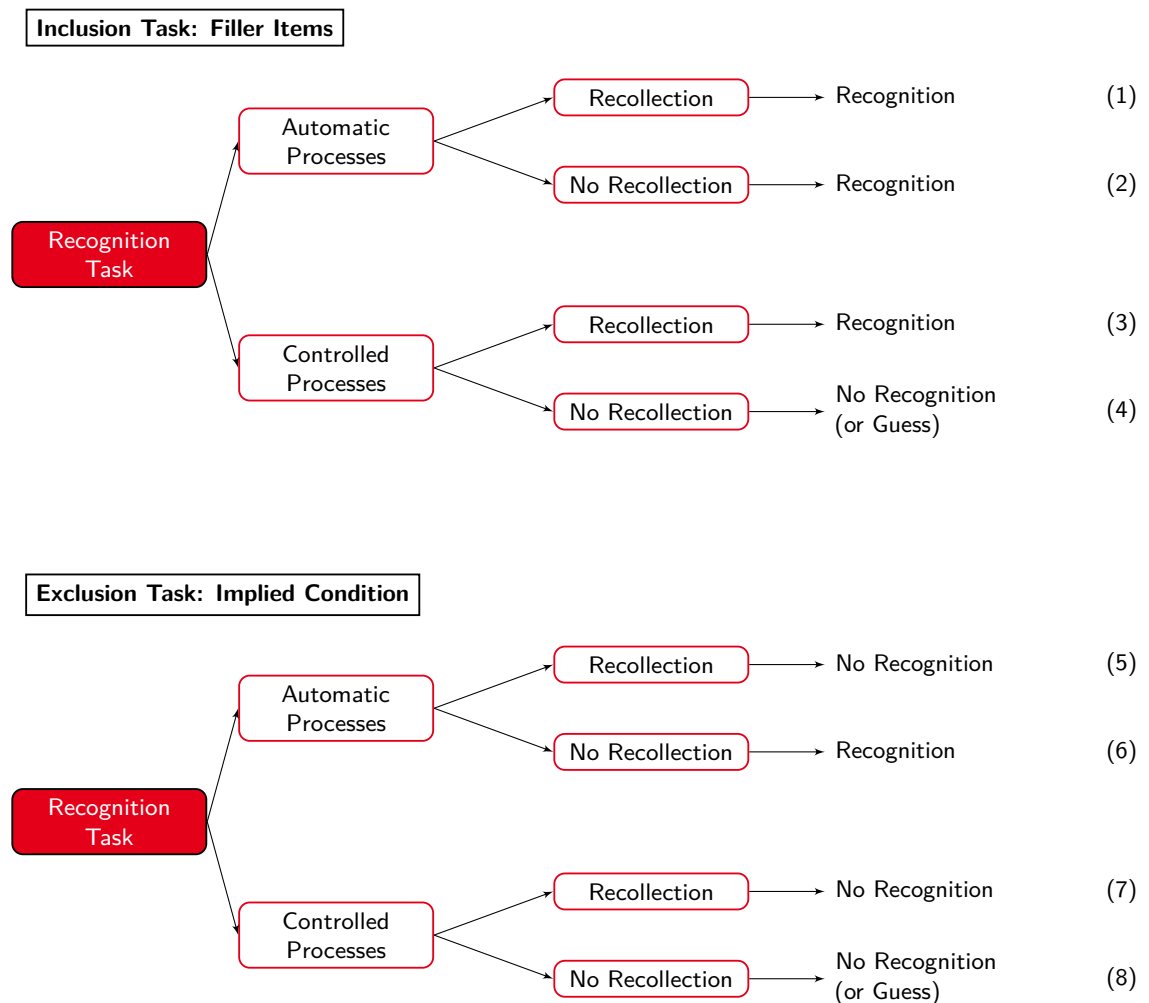 Inclusion Task: Filler Items
Recollection
Recognition
(1)
Automatic
Processes
No Recollection
Recognition
(2)
Recognition
Task
Recollection
Recognition
(3)
Controlled
Processes
No Recollection
No Recognition
(or Guess)
(4)
Exclusion Task: Implied Condition
Recollection
No Recognition
(5)
Automatic
Processes
No Recollection
Recognition
(6)
Recognition
Task
Recollection
No Recognition
(7)
Controlled
Processes
No Recollection
No Recognition
(or Guess)
(8)